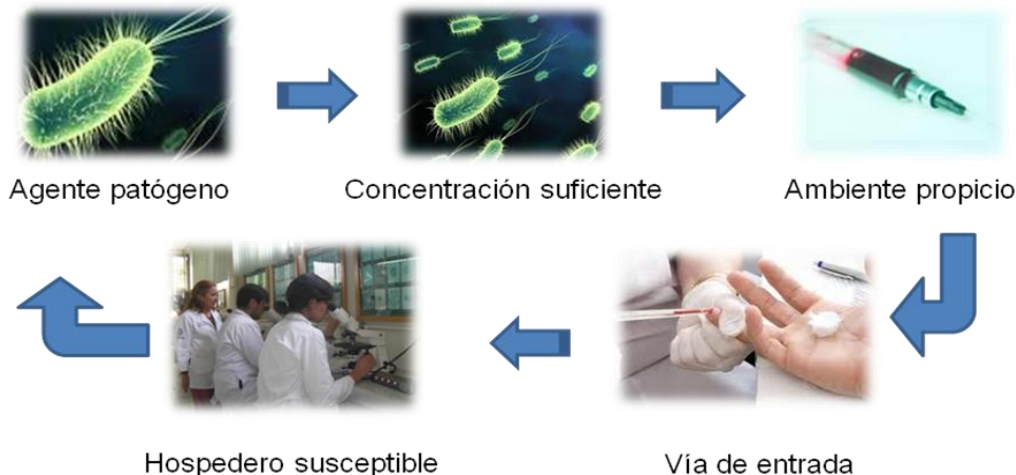 Agente patógeno
Concentración suficiente
Ambiente propicio
Hospedero susceptible
Vía de entrada